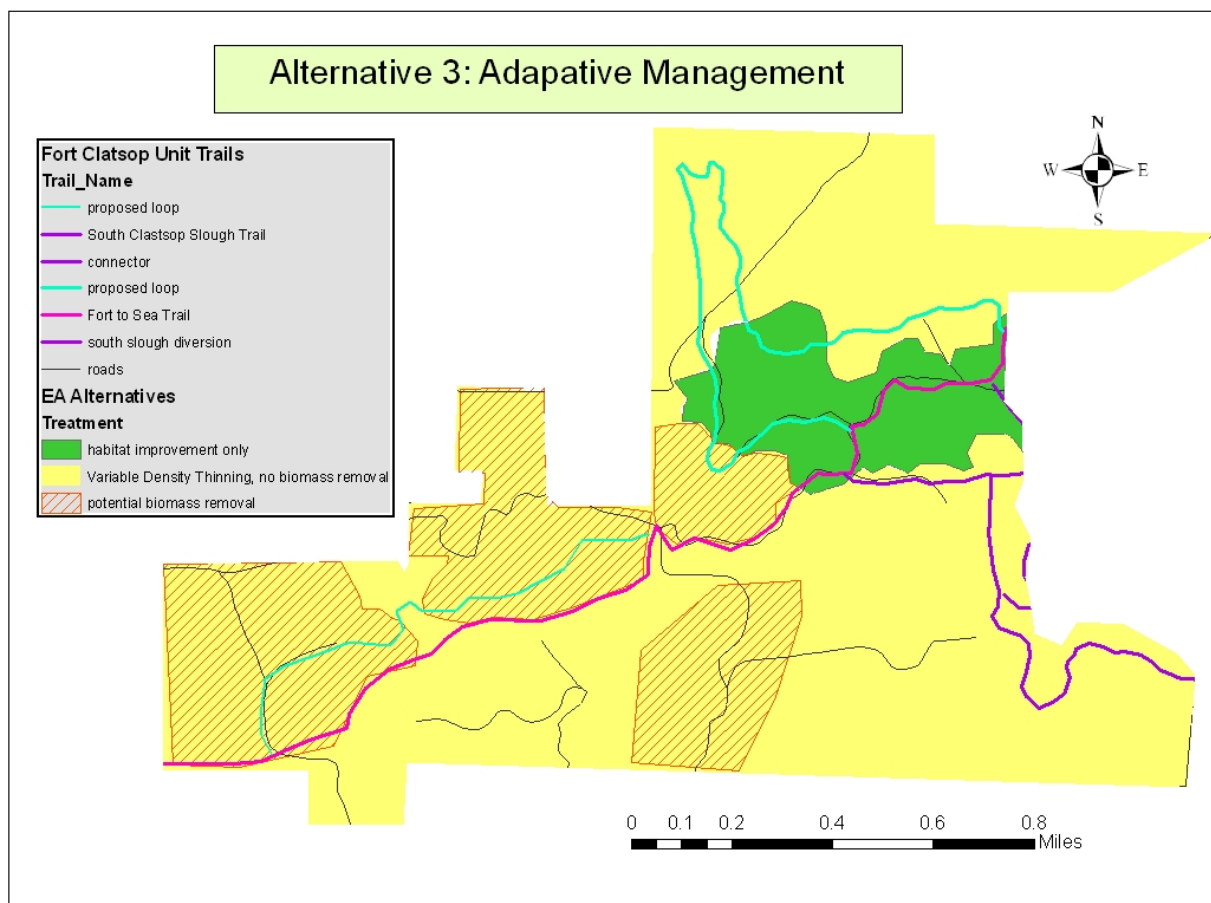 Alternative 3: Adapative Management
Fort Clatsop Unit Trails
Trail_Name
proposed loop
South Clastsop Slough Trail
connector
proposed loop
Fort to Sea Trail
south slough diversion
roads
EA Alternatives
Treatment
habitat improvement only
Variable Density Thinning, no biomass removal
potential biomass removal
N
W E
S
0 0.1 0.2 0.4 0.6 0.8
Miles